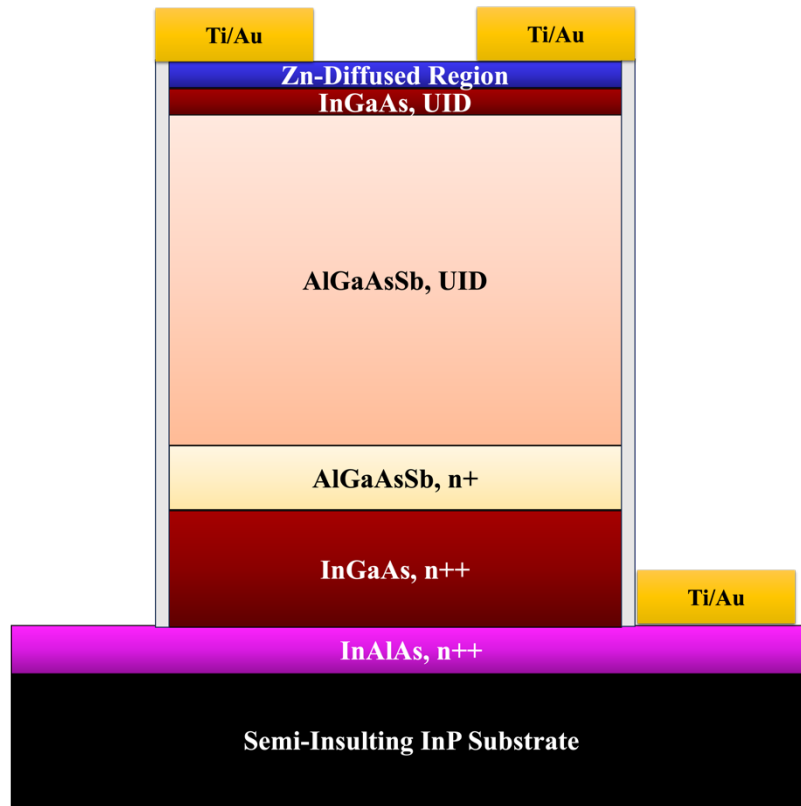 Ti/Au
Ti/Au
Zn-Diffused Region
InGaAs, UID
AlGaAsSb, UID
AlGaAsSb, n+
InGaAs, n++
Ti/Au
InAlAs, n++
Semi-Insulting InP Substrate